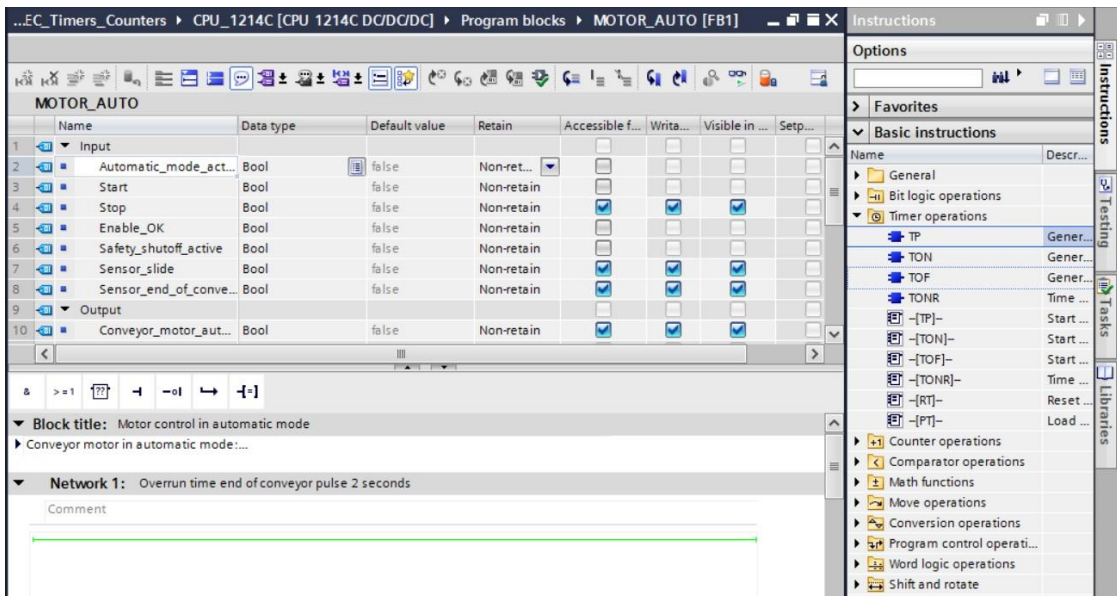 ...EC_Timers_Counters ▸ CPU_1214C [CPU 1214C DC/DC/DC] ▸ Program blocks ▸ MOTOR_AUTO [FB1]
MOTOR_AUTO
Name Data type Default value Retain Accessible f... Writa... Visible in ... Setp...
1 Input
2 Automatic_mode_act... Bool false Non-ret...
3 Start Bool false Non-retain
4 Stop Bool false Non-retain
5 Enable_OK Bool false Non-retain
6 Safety_shutoff_active Bool false Non-retain
7 Sensor_slide Bool false Non-retain
8 Sensor_end_of_conve... Bool false Non-retain
9 Output
10 Conveyor_motor_aut... Bool false Non-retain
& >=1 ?? -| -o| -[=]
Block title: Motor control in automatic mode
Conveyor motor in automatic mode:...
Network 1: Overrun time end of conveyor pulse 2 seconds
Comment
Instructions
Options
Favorites
Basic instructions
Name Descr...
General
Bit logic operations
Timer operations
TP Gener...
TON Gener...
TOF Gener...
TONR Time ...
-[TP]- Start ...
-[TON]- Start ...
-[TOF]- Start ...
-[TONR]- Time ...
-[RT]- Reset ...
-[PT]- Load ...
Counter operations
Comparator operations
Math functions
Move operations
Conversion operations
Program control operati...
Word logic operations
Shift and rotate
Instructions
Testing
Tasks
Libraries